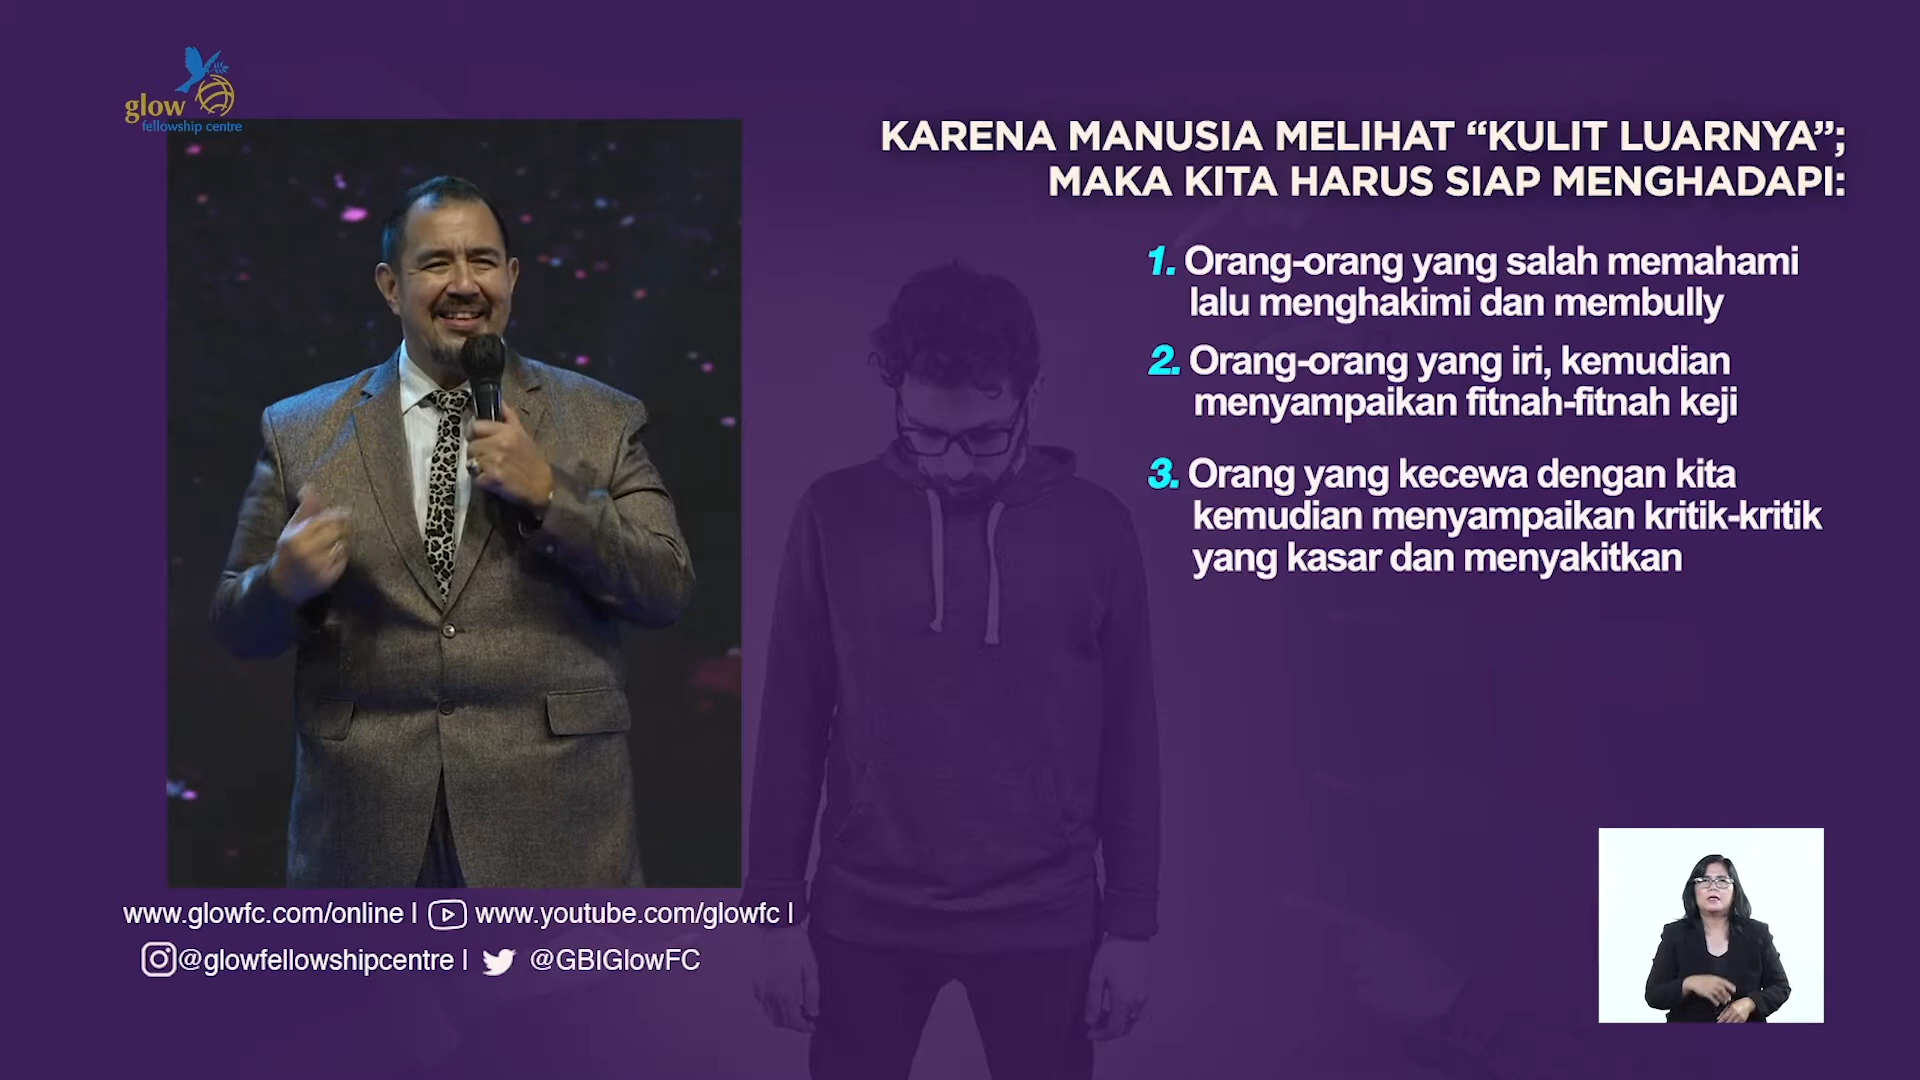 glow
fellowship centre
KARENA MANUSIA MELIHAT “KULIT LUARNYA”;
MAKA KITA HARUS SIAP MENGHADAPI:
1. Orang-orang yang salah memahami
lalu menghakimi dan membully
2. Orang-orang yang iri, kemudian
menyampaikan fitnah-fitnah keji
3. Orang yang kecewa dengan kita
kemudian menyampaikan kritik-kritik
yang kasar dan menyakitkan
www.glowfc.com/online | www.youtube.com/glowfc |
@glowfellowshipcentre | @GBIGlowFC